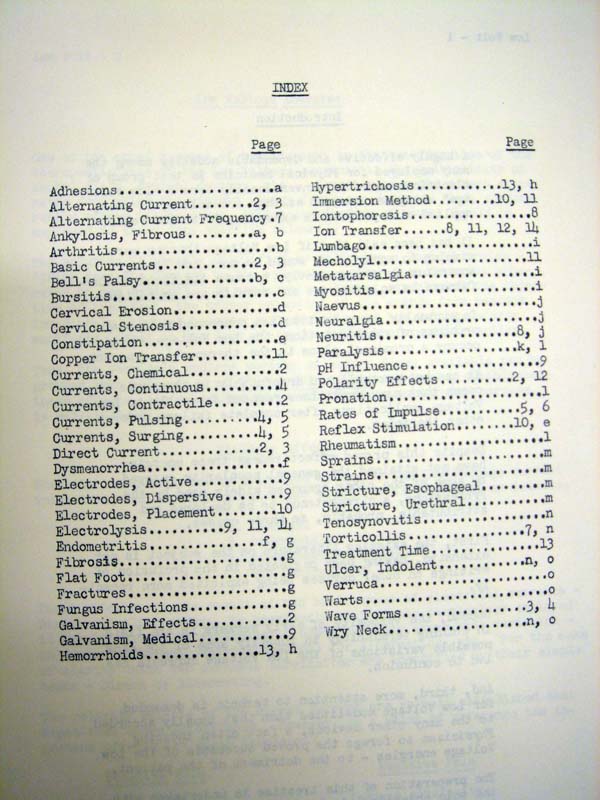 INDEX
Page
Adhesions....................a
Alternating Current........2, 3
Alternating Current Frequency.7
Ankylosis, Fibrous.........a, b
Arthritis....................b
Basic Currents.............2, 3
Bell's Palsy...............b, c
Bursitis.....................c
Cervical Erosion.............d
Cervical Stenosis............d
Constipation.................e
Copper Ion Transfer.........11
Currents, Chemical...........2
Currents, Continuous.........4
Currents, Contractile........2
Currents, Pulsing..........4, 5
Currents, Surging..........4, 5
Direct Current.............2, 3
Dysmenorrhea.................f
Electrodes, Active...........9
Electrodes, Dispersive.......9
Electrodes, Placement.......10
Electrolysis..........9, 11, 14
Endometritis...............f, g
Fibrosis.....................g
Flat Foot....................g
Fractures....................g
Fungus Infections............g
Galvanism, Effects...........2
Galvanism, Medical...........9
Hemorrhoids...............13, h
Page
Hypertrichosis............13, h
Immersion Method.........10, 11
Iontophoresis................8
Ion Transfer......8, 11, 12, 14
Lumbago......................i
Mecholyl....................11
Metatarsalgia................i
Myositis.....................i
Naevus.......................j
Neuralgia....................j
Neuritis...................8, j
Paralysis..................k, l
pH Influence.................9
Polarity Effects..........2, 12
Pronation....................l
Rates of Impulse...........5, 6
Reflex Stimulation........10, e
Rheumatism...................l
Sprains......................m
Strains......................m
Stricture, Esophageal........m
Stricture, Urethral..........m
Tenosynovitis................n
Torticollis................7, n
Treatment Time..............13
Ulcer, Indolent............n, o
Verruca......................o
Warts........................o
Wave Forms.................3, 4
Wry Neck...................n, o